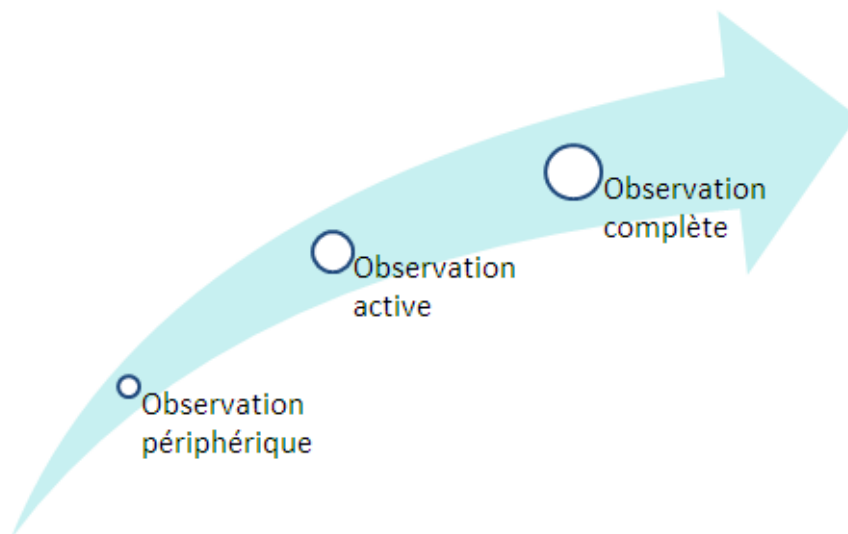 Observation
complète
Observation
active
Observation
périphérique